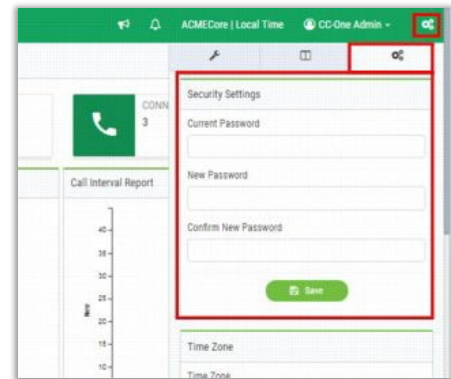 ACMECore | Local Time CC-One Admin
Security Settings
Current Password
New Password
Confirm New Password
Save
CONN
3
Call Interval Report
40
35
30
25
20
15
10
Time Zone
Time Zone